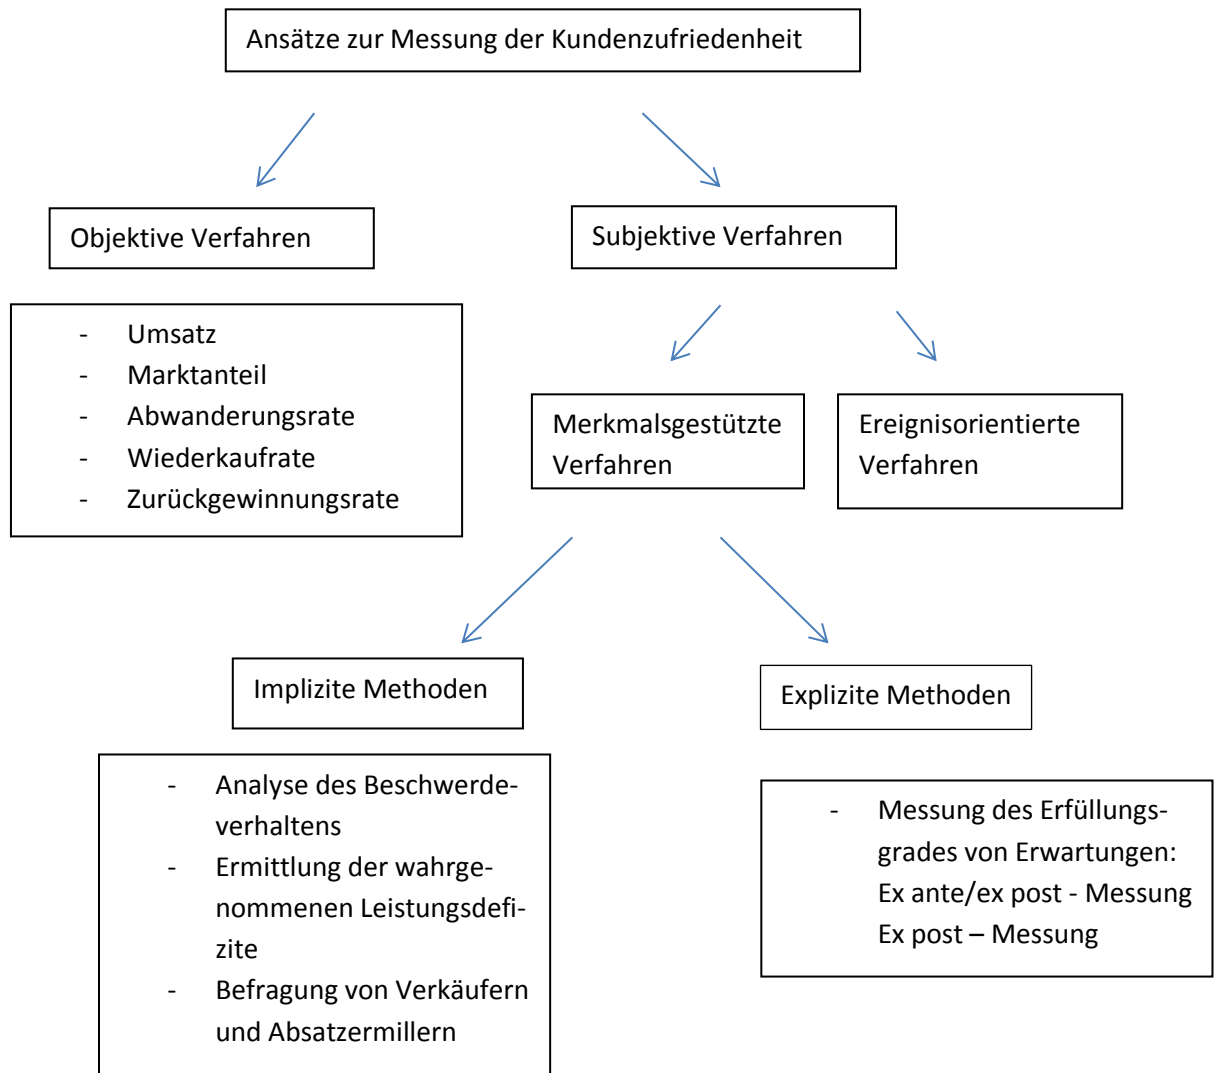 Ansätze zur Messung der Kundenzufriedenheit
Objektive Verfahren
Subjektive Verfahren
- Umsatz
- Marktanteil
- Abwanderungsrate
- Wiederkaufrate
- Zurückgewinnungsrate
Merkmalsgestützte
Verfahren
Ereignisorientierte
Verfahren
Implizite Methoden
Explizite Methoden
- Analyse des Beschwerde-
verhaltens
- Ermittlung der wahrge-
nommenen Leistungsdefi-
zite
- Befragung von Verkäufern
und Absatzermillern
- Messung des Erfüllungs-
grades von Erwartungen:
Ex ante/ex post - Messung
Ex post – Messung